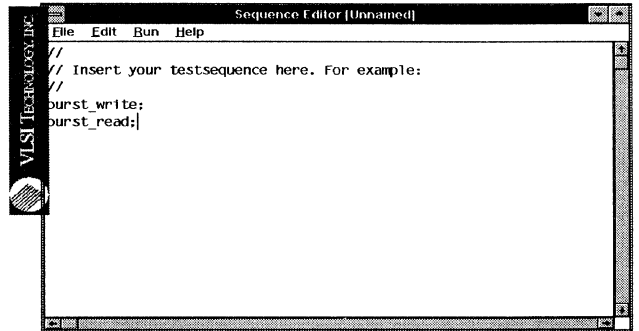 VLSI TECHNOLOGY, INC.
Sequence Editor [Unnamed]
File Edit Run Help
//
// Insert your testsequence here. For example:
//
burst_write;
burst_read;